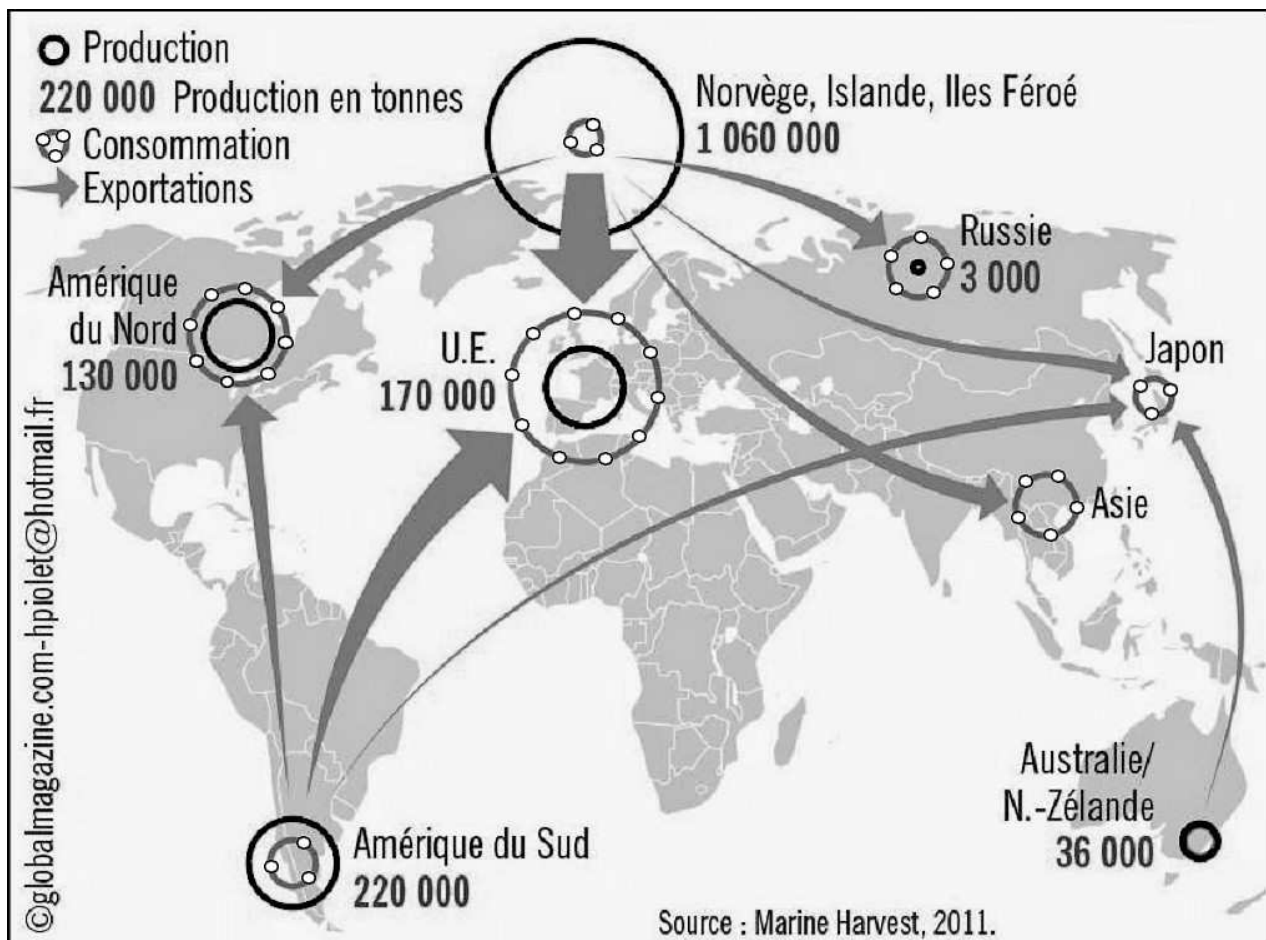 Production
220 000 Production en tonnes
Consommation
Exportations
Norvège, Islande, Iles Féroé
1 060 000
Russie
3 000
Amérique
du Nord
130 000
U.E.
170 000
Japon
Asie
Australie/
N.-Zélande
36 000
Amérique du Sud
220 000
Source : Marine Harvest, 2011.
©globalmagazine.com-hpiolet@hotmail.fr